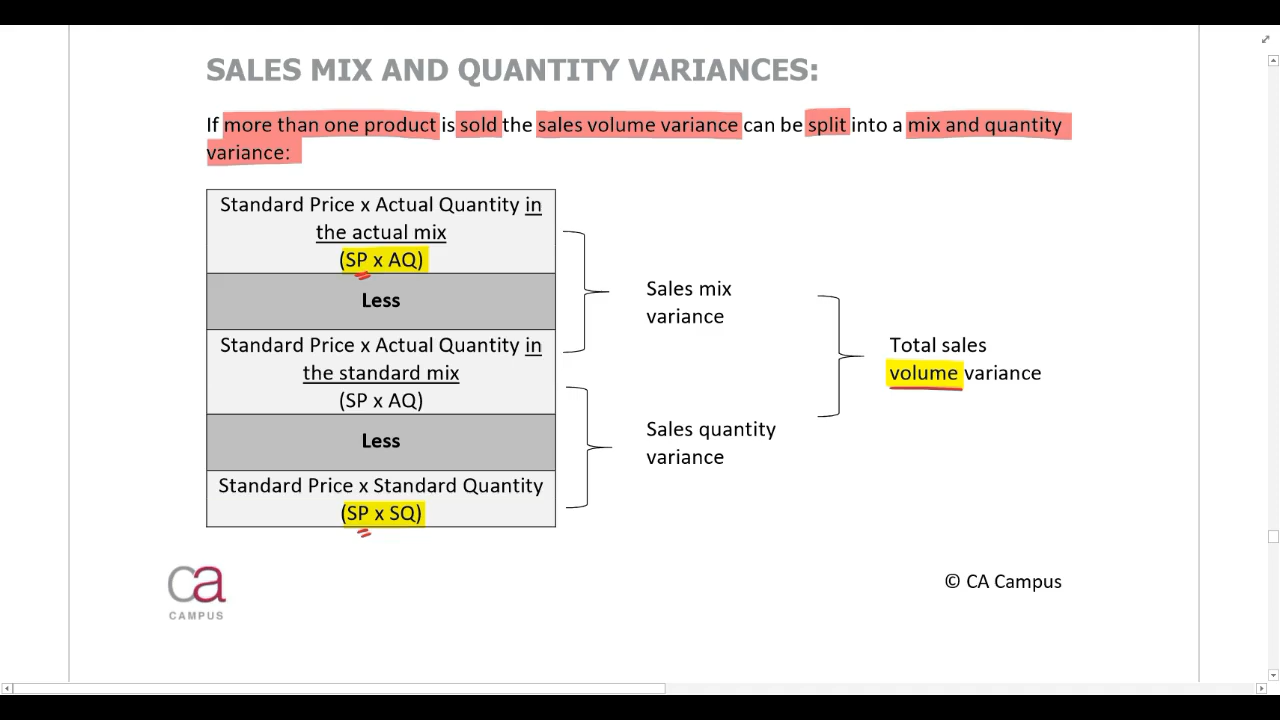 SALES MIX AND QUANTITY VARIANCES:
If more than one product is sold the sales volume variance can be split into a mix and quantity
variance:
Standard Price x Actual Quantity in
the actual mix
(SP x AQ)
Less
Standard Price x Actual Quantity in
the standard mix
(SP x AQ)
Less
Standard Price x Standard Quantity
(SP x SQ)
Sales mix
variance
Sales quantity
variance
Total sales
volume variance
ca
CAMPUS
© CA Campus